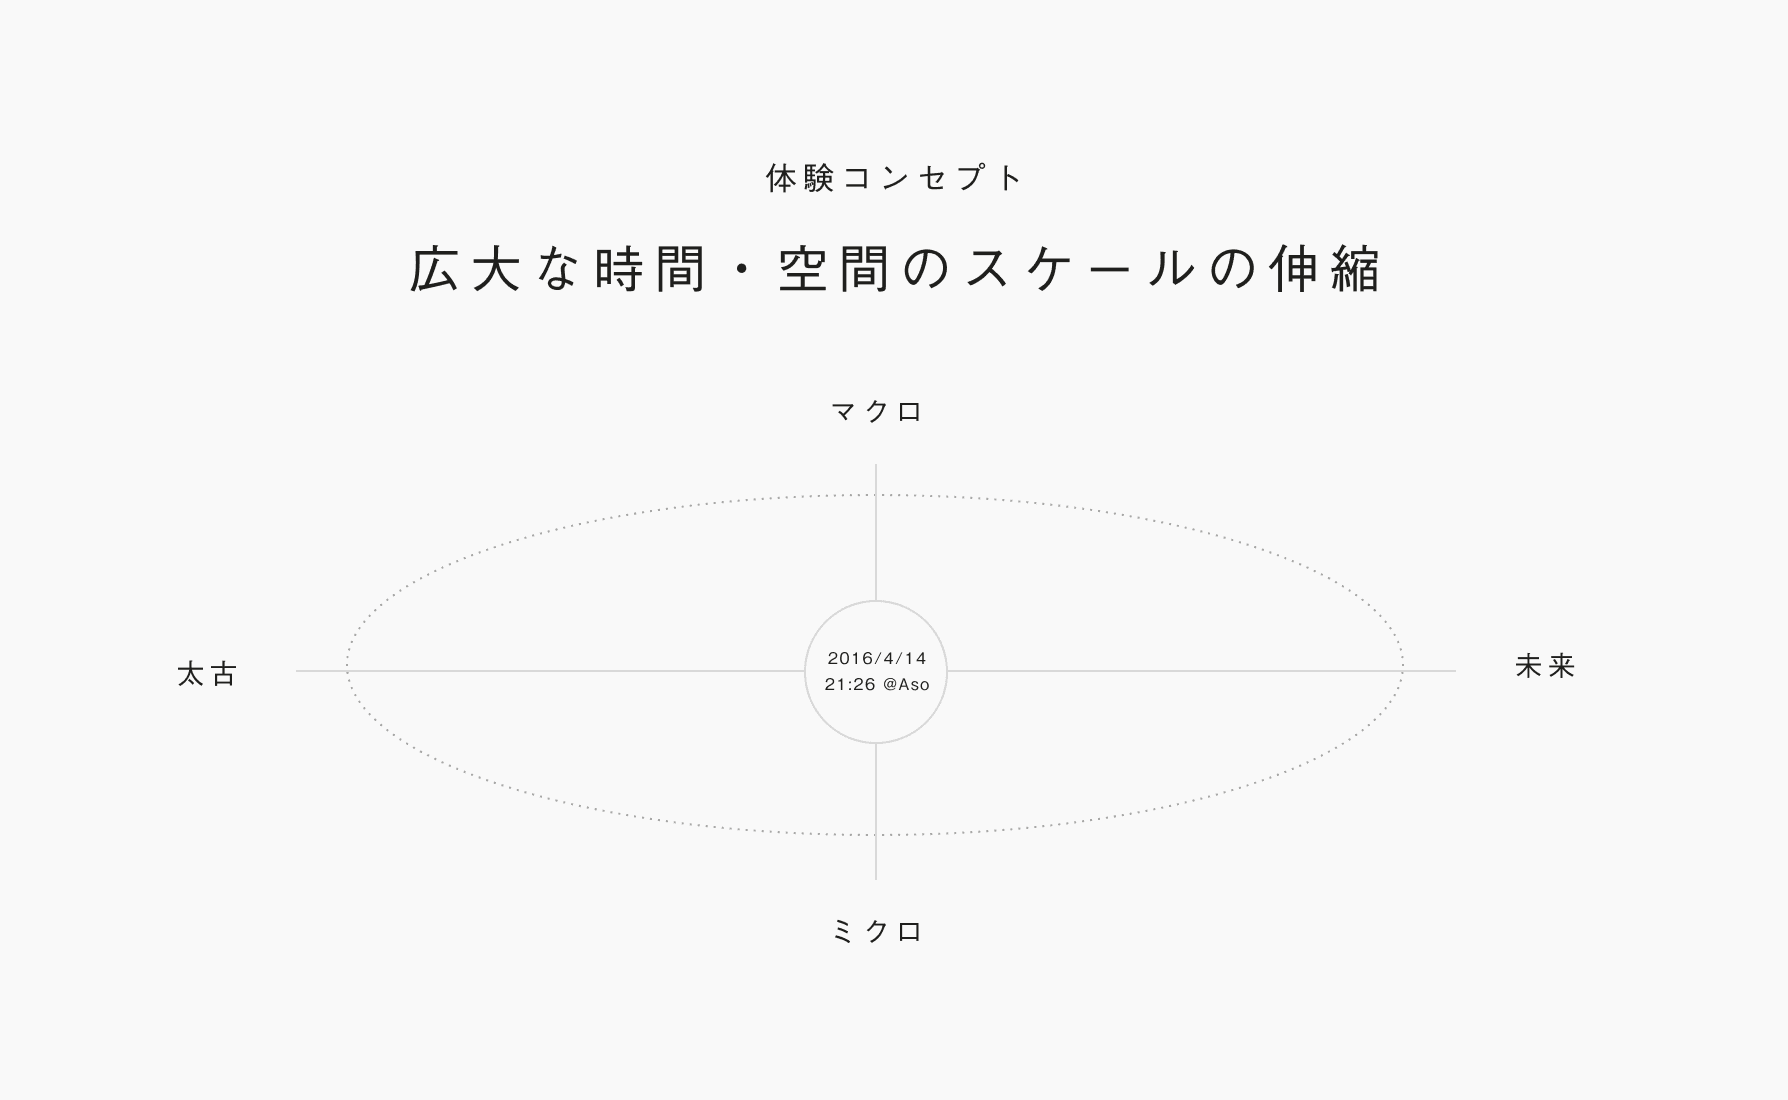 体験コンセプト
広大な時間・空間のスケールの伸縮
マクロ
太古
2016/4/14
21:26 @Aso
未来
ミクロ